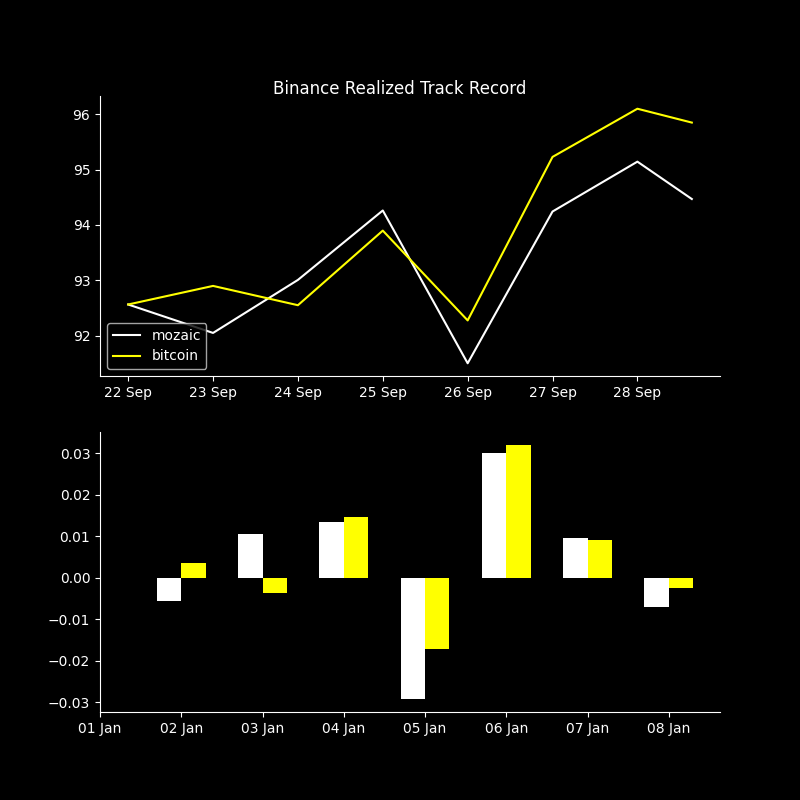 Binance Realized Track Record
96
95
94
93
92
mozaic
bitcoin
22 Sep 23 Sep 24 Sep 25 Sep 26 Sep 27 Sep 28 Sep
0.03
0.02
0.01
0.00
−0.01
−0.02
−0.03
01 Jan 02 Jan 03 Jan 04 Jan 05 Jan 06 Jan 07 Jan 08 Jan